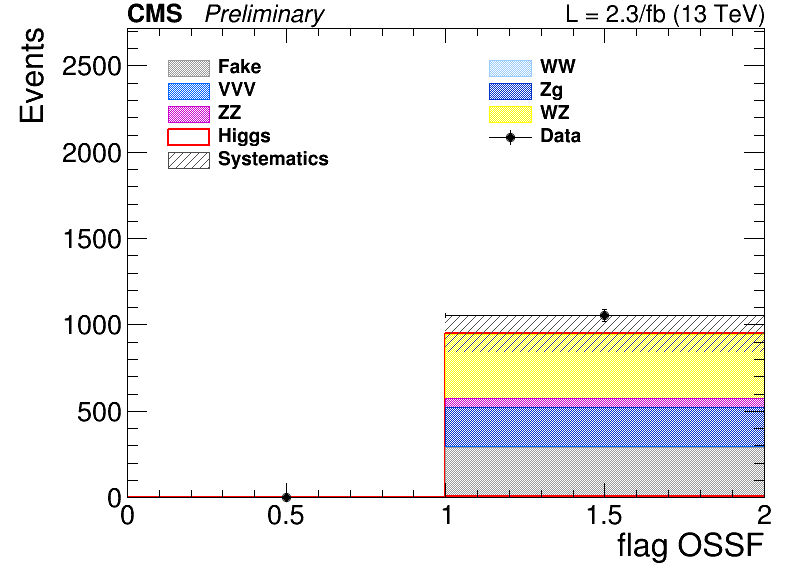 CMS Preliminary L = 2.3/fb (13 TeV)
Events
2500
2000
1500
1000
500
0
Fake
VVV
ZZ
Higgs
Systematics
WW
Zg
WZ
Data
0 0.5 1 1.5 2
flag OSSF